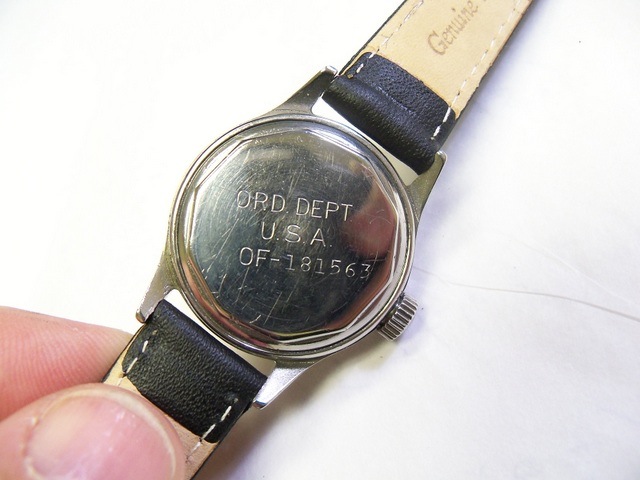 Genuine
ORD DEPT.
U.S.A.
OF-181563